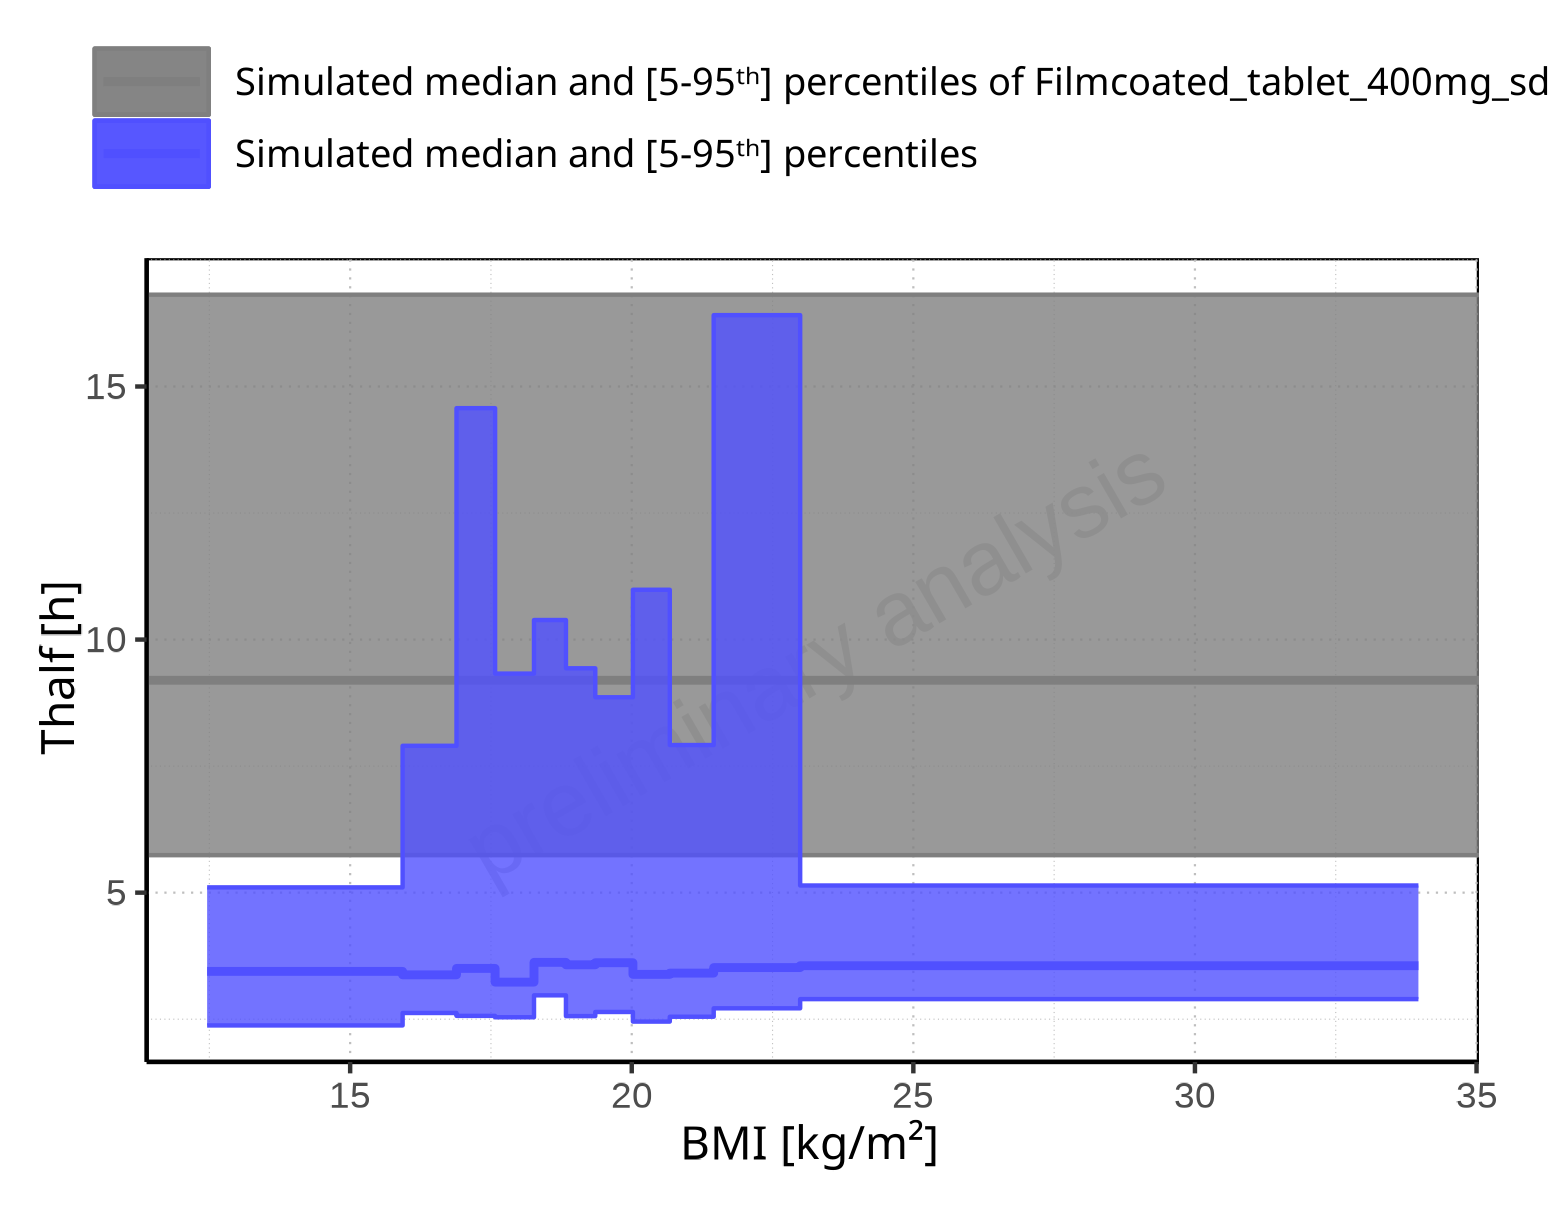 Simulated median and [5-95ᵗʰ] percentiles of Filmcoated_tablet_400mg_sd
Simulated median and [5-95ᵗʰ] percentiles
15
10
5
Thalf [h]
preliminary analysis
15 20 25 30 35
BMI [kg/m²]